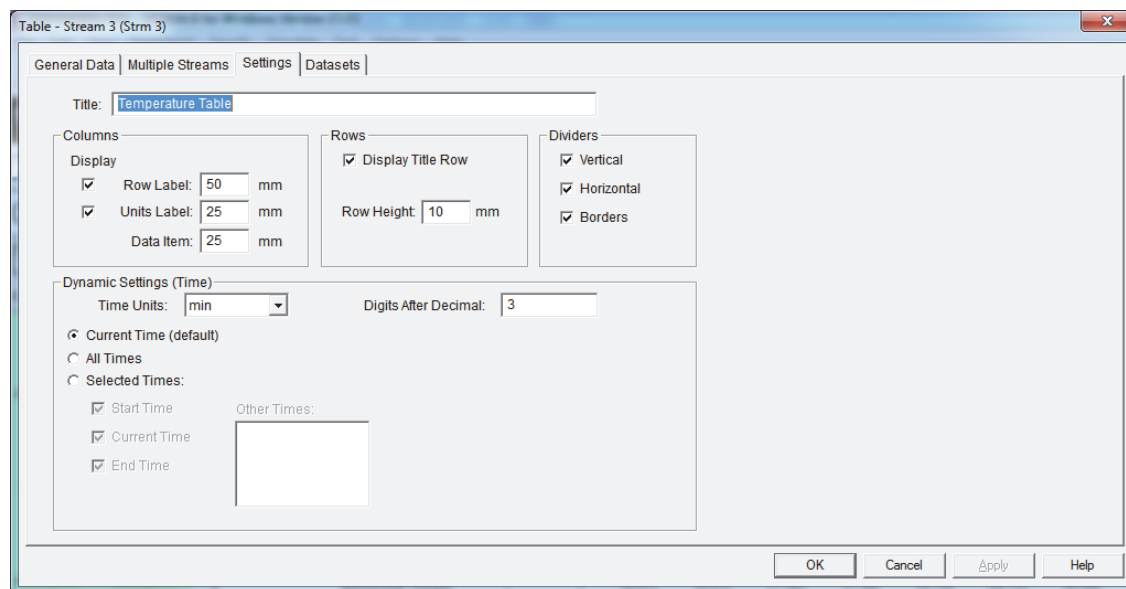 Table - Stream 3 (Strm 3)
General Data Multiple Streams Settings Datasets
Title: Temperature Table
Columns
Display
Row Label: 50 mm
Units Label: 25 mm
Data Item: 25 mm
Rows
Display Title Row
Row Height: 10 mm
Dividers
Vertical
Horizontal
Borders
Dynamic Settings (Time)
Time Units: min Digits After Decimal: 3
Current Time (default)
All Times
Selected Times:
Start Time
Current Time
End Time
Other Times:
OK Cancel Apply Help